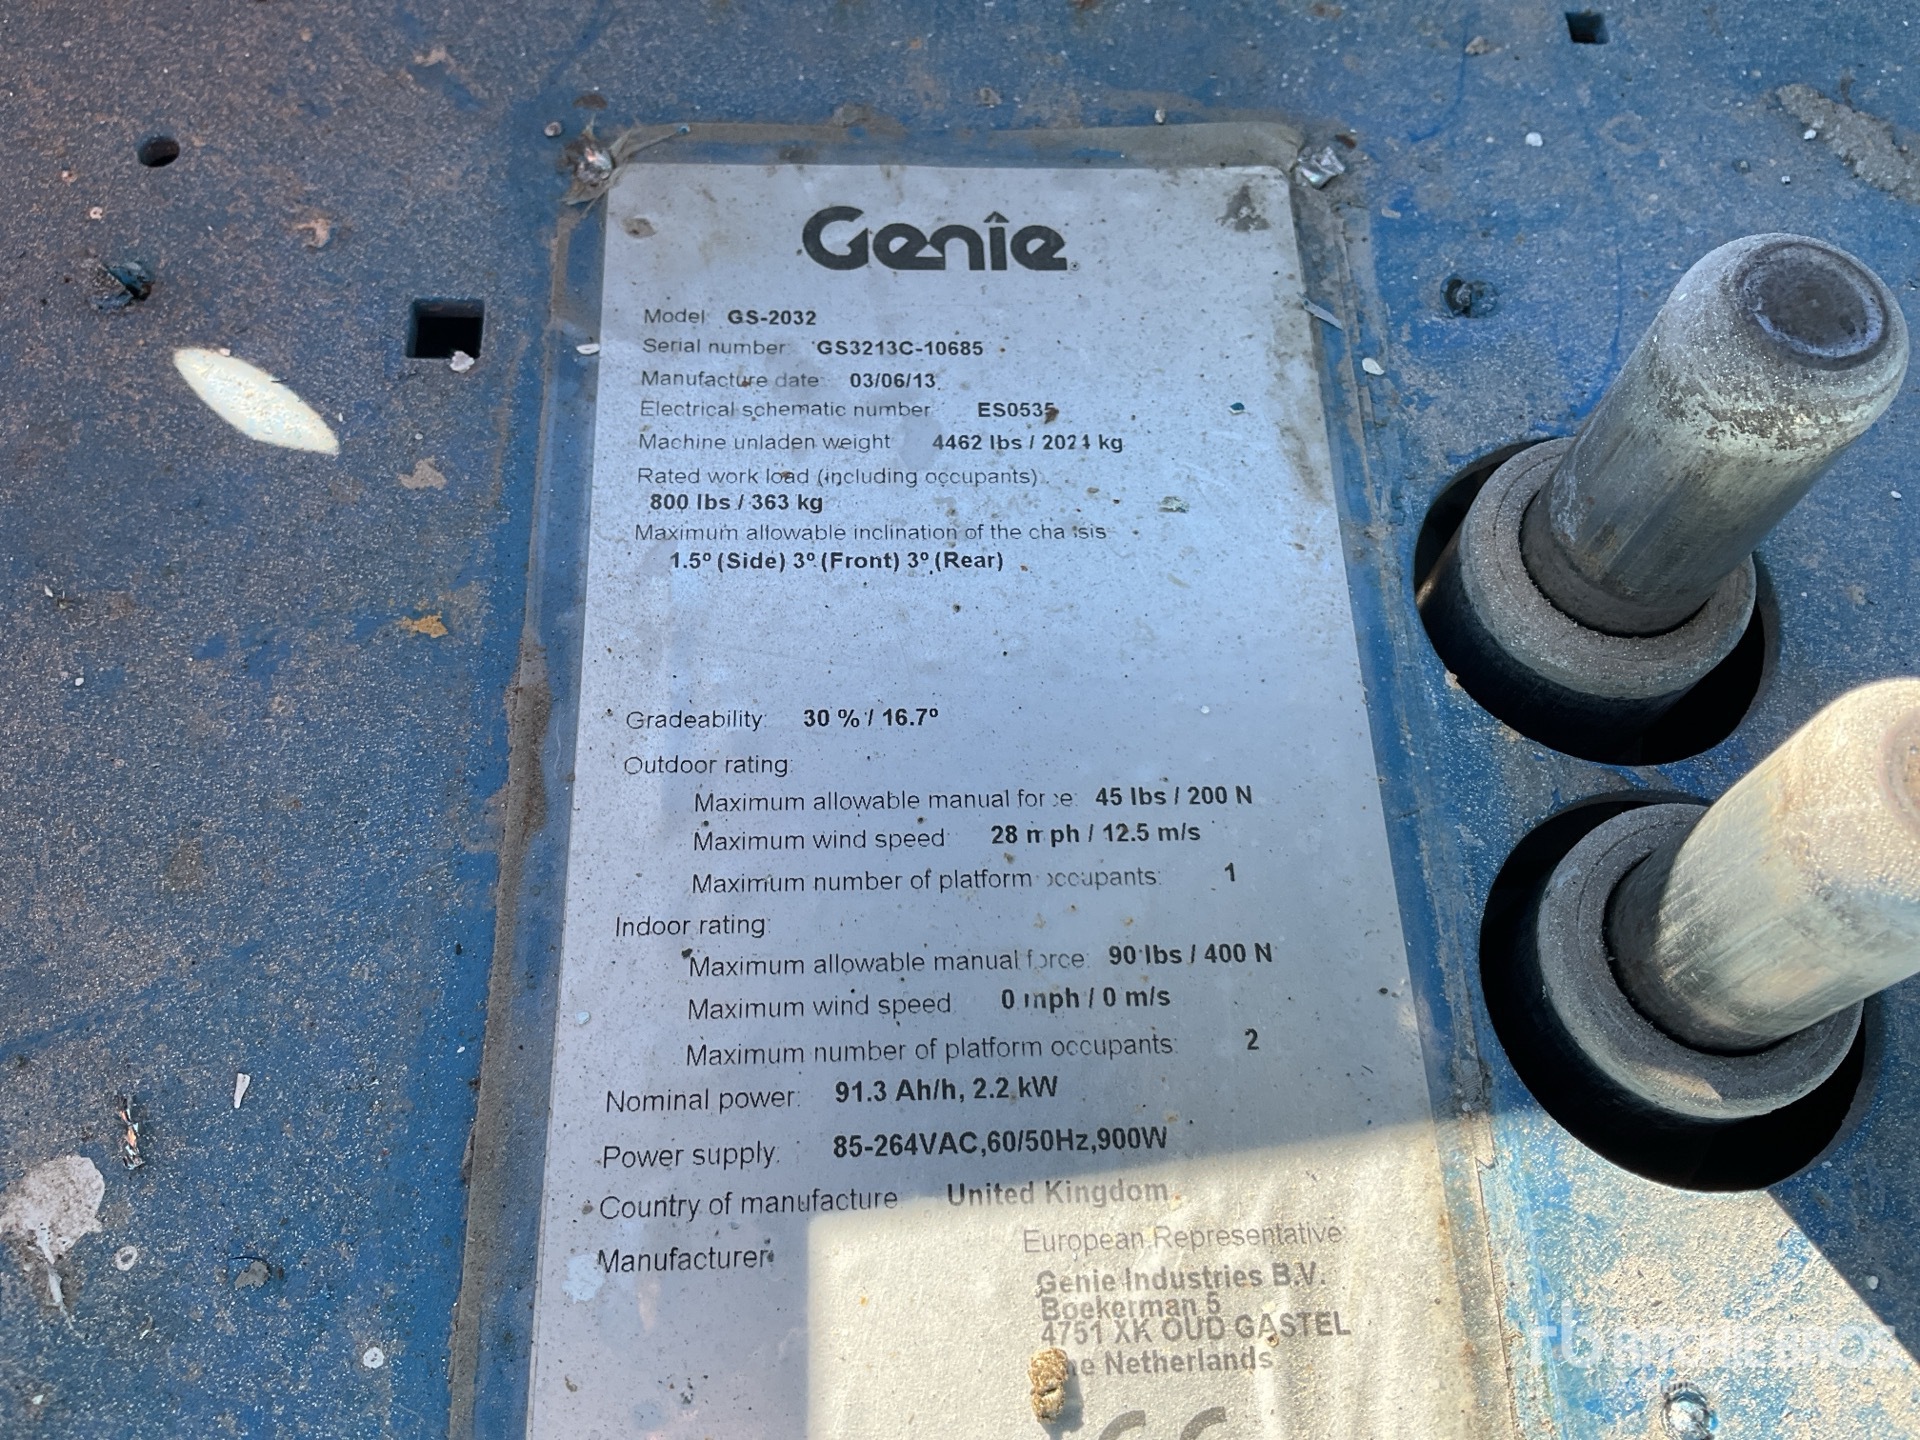 Genie
Model: GS-2032
Serial number: GS3213C-10685
Manufacture date: 03/06/13
Electrical schematic number: ES0535
Machine unladen weight 4462 lbs / 2024 kg
Rated work load (including occupants)
800 lbs / 363 kg
Maximum allowable inclination of the chassis
1.5º (Side) 3º (Front) 3º (Rear)
Gradeability: 30 % / 16.7º
Outdoor rating:
Maximum allowable manual force: 45 lbs / 200 N
Maximum wind speed: 28 mph / 12.5 m/s
Maximum number of platform occupants: 1
Indoor rating:
Maximum allowable manual force: 90 lbs / 400 N
Maximum wind speed 0 mph / 0 m/s
Maximum number of platform occupants: 2
Nominal power: 91.3 Ah/h, 2.2 kW
Power supply: 85-264VAC,60/50Hz,900W
Country of manufacture United Kingdom
Manufacturer
European Representative:
Genie Industries B.V.
Boekerman 5
4751 XK OUD GASTEL
The Netherlands
CE